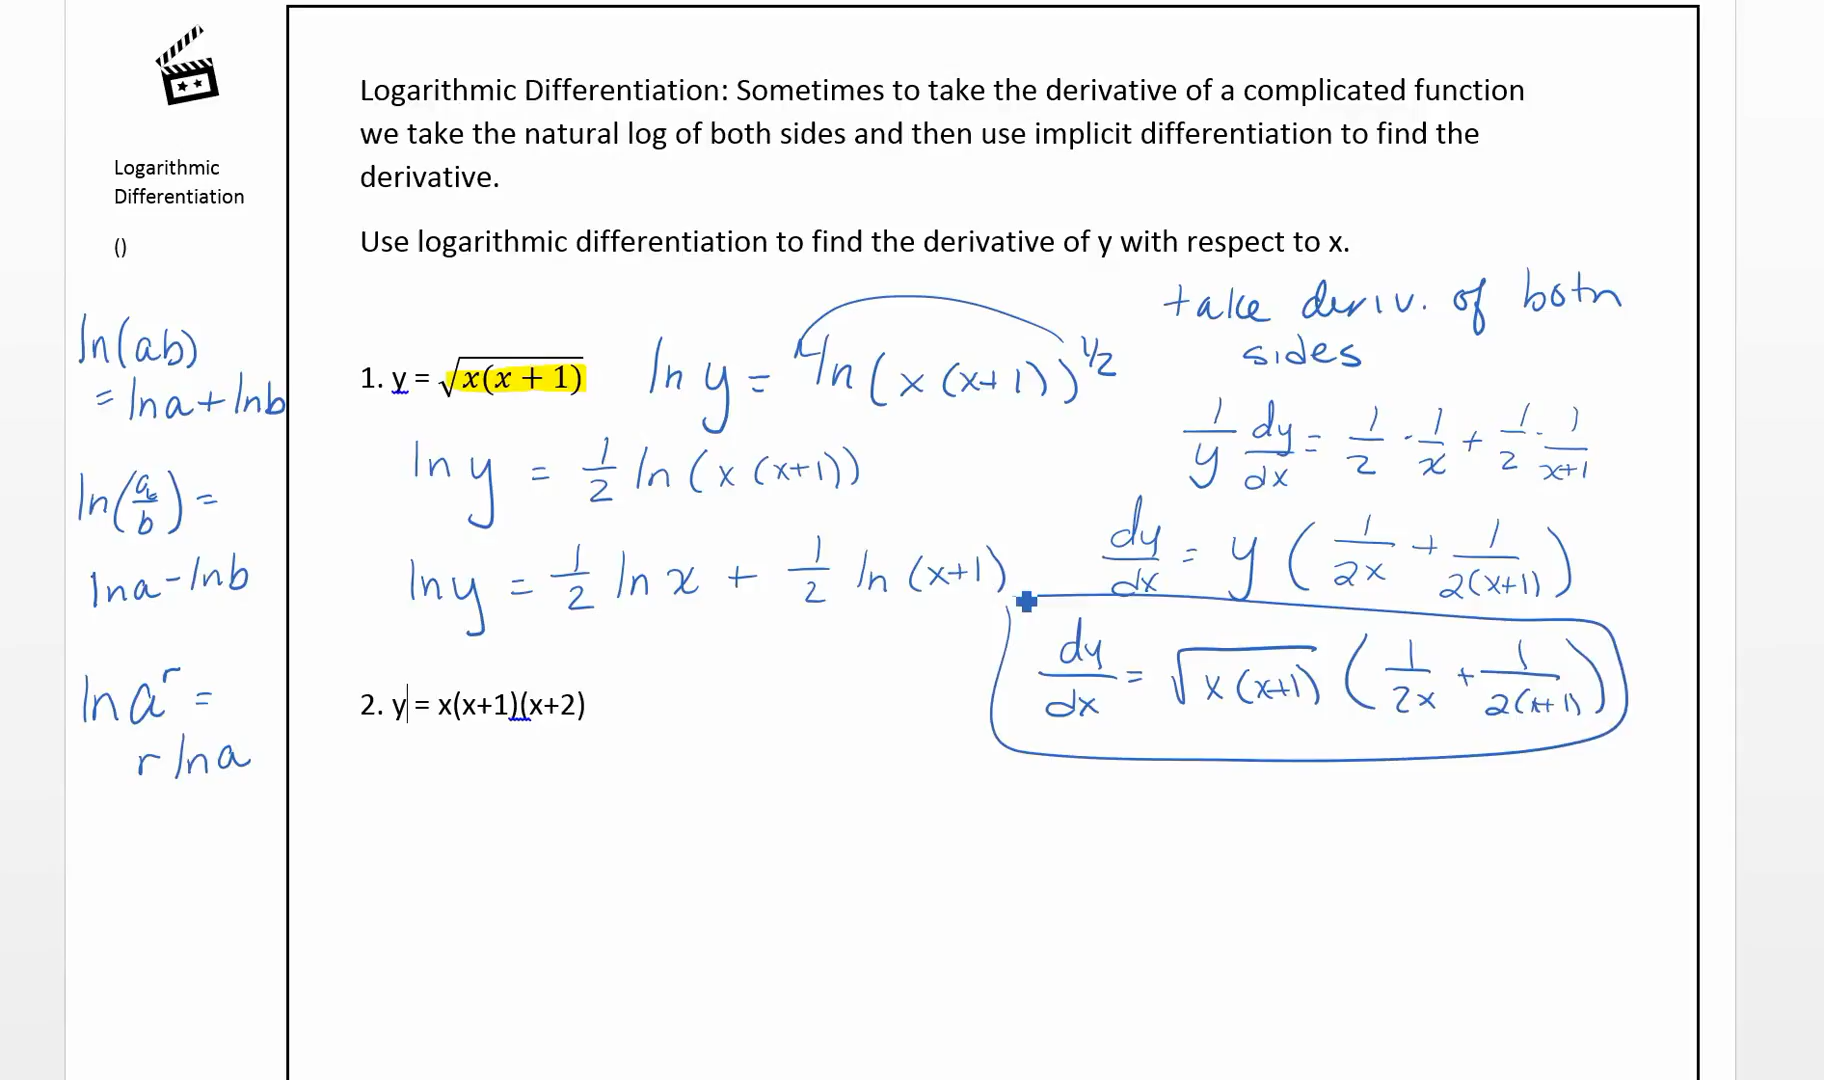 Logarithmic
Differentiation
()
ln(ab)
= ln a + ln b
ln(a/b) =
ln a - ln b
ln a^r =
r ln a
Logarithmic Differentiation: Sometimes to take the derivative of a complicated function
we take the natural log of both sides and then use implicit differentiation to find the
derivative.
Use logarithmic differentiation to find the derivative of y with respect to x.
1. y = √x(x + 1)
ln y = ln (x (x+1))^1/2
ln y = 1/2 ln (x (x+1))
ln y = 1/2 ln x + 1/2 ln (x+1)
take deriv. of both
sides
1/y dy/dx = 1/2 · 1/x + 1/2 · 1/x+1
dy/dx = y (1/2x + 1/2(x+1))
dy/dx = √x (x+1) (1/2x + 1/2(x+1))
2. y = x(x+1)(x+2)